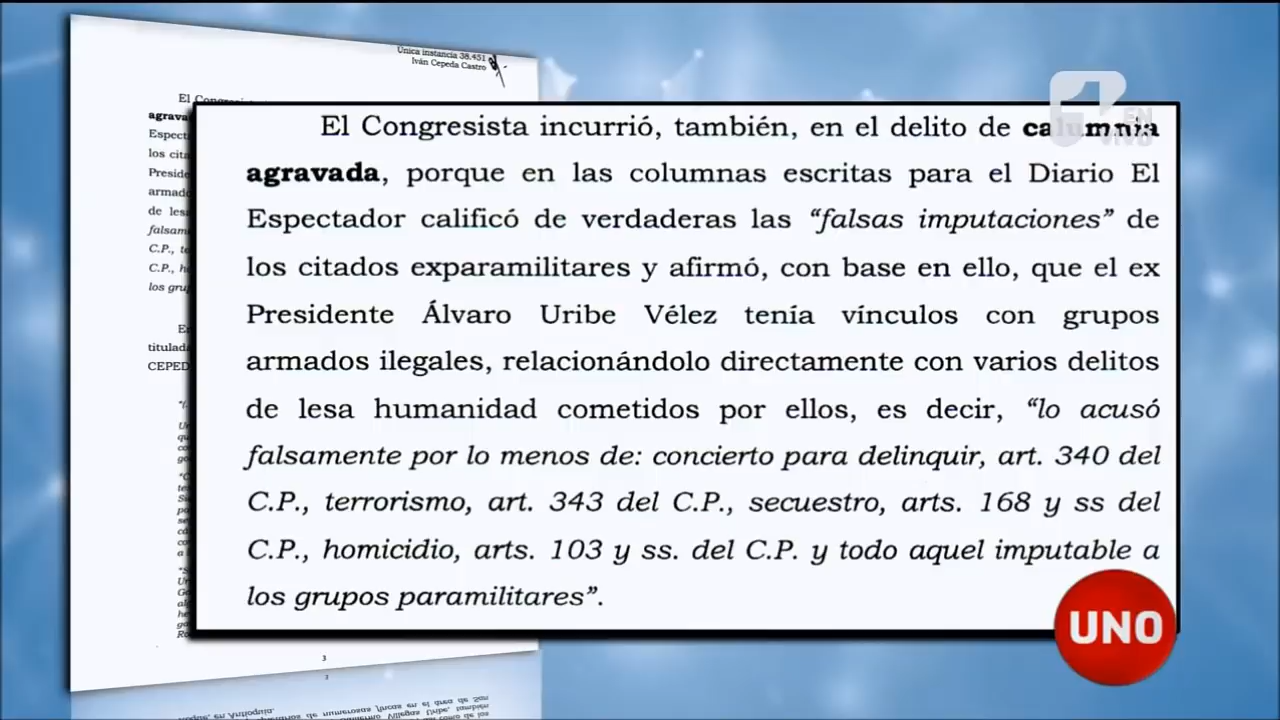 Única instancia 38.451
Iván Cepeda Castro
El Congresista incurrió, también, en el delito de calumnia
agravada, porque en las columnas escritas para el Diario El
Espectador calificó de verdaderas las “falsas imputaciones” de
los citados exparamilitares y afirmó, con base en ello, que el ex
Presidente Álvaro Uribe Vélez tenía vínculos con grupos
armados ilegales, relacionándolo directamente con varios delitos
de lesa humanidad cometidos por ellos, es decir, “lo acusó
falsamente por lo menos de: concierto para delinquir, art. 340 del
C.P., terrorismo, art. 343 del C.P., secuestro, arts. 168 y ss del
C.P., homicidio, arts. 103 y ss. del C.P. y todo aquel imputable a
los grupos paramilitares”.
EN
VIVO
UNO
3
3